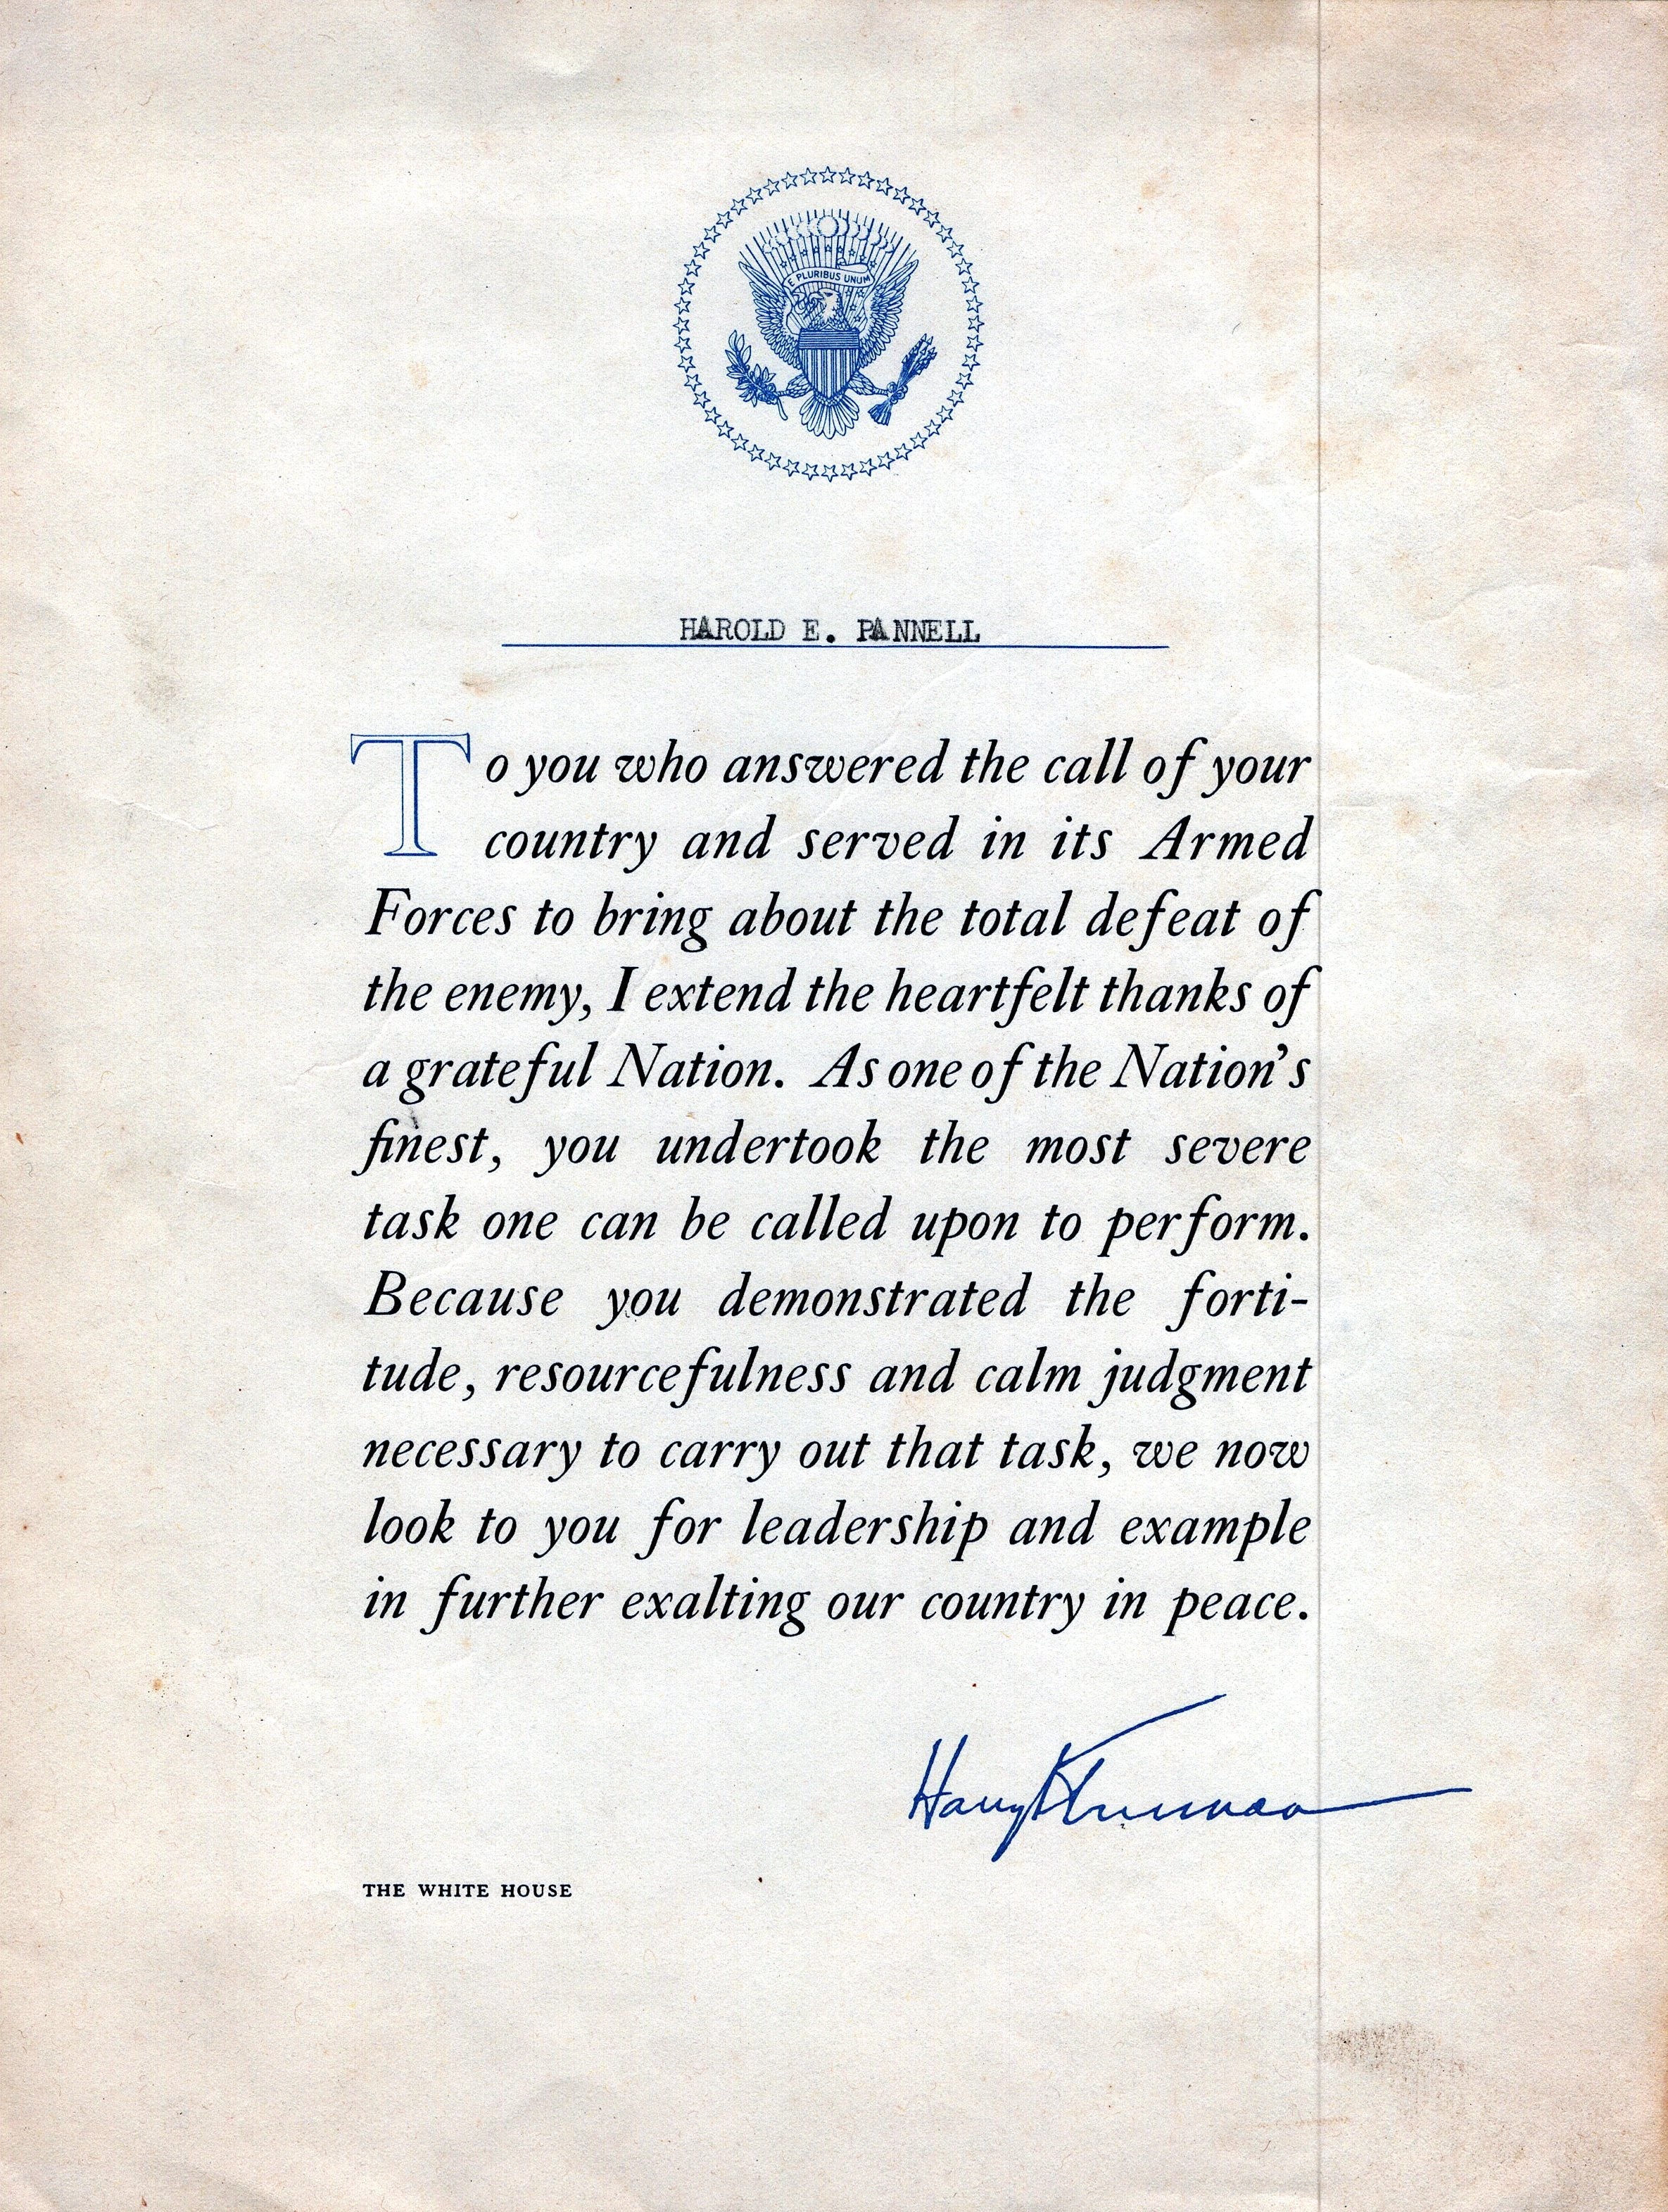 E PLURIBUS UNUM
HAROLD E. PANNELL
To you who answered the call of your
country and served in its Armed
Forces to bring about the total defeat of
the enemy, I extend the heartfelt thanks of
a grateful Nation. As one of the Nation's
finest, you undertook the most severe
task one can be called upon to perform.
Because you demonstrated the forti-
tude, resourcefulness and calm judgment
necessary to carry out that task, we now
look to you for leadership and example
in further exalting our country in peace.
Harry Truman
THE WHITE HOUSE